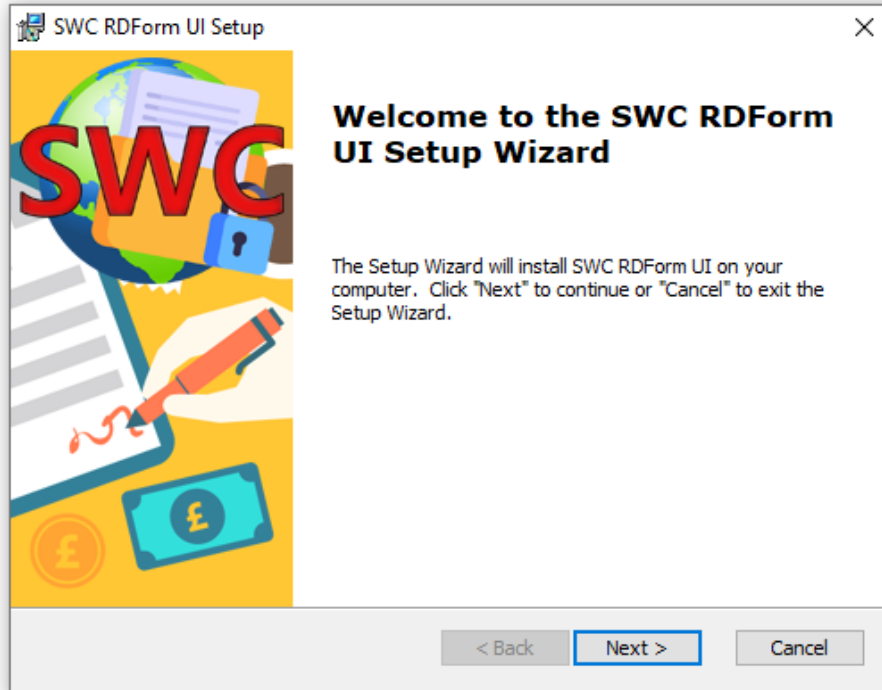 SWC RDForm UI Setup
SWC
Welcome to the SWC RDForm
UI Setup Wizard
The Setup Wizard will install SWC RDForm UI on your
computer. Click "Next" to continue or "Cancel" to exit the
Setup Wizard.
£
£
< Back
Next >
Cancel